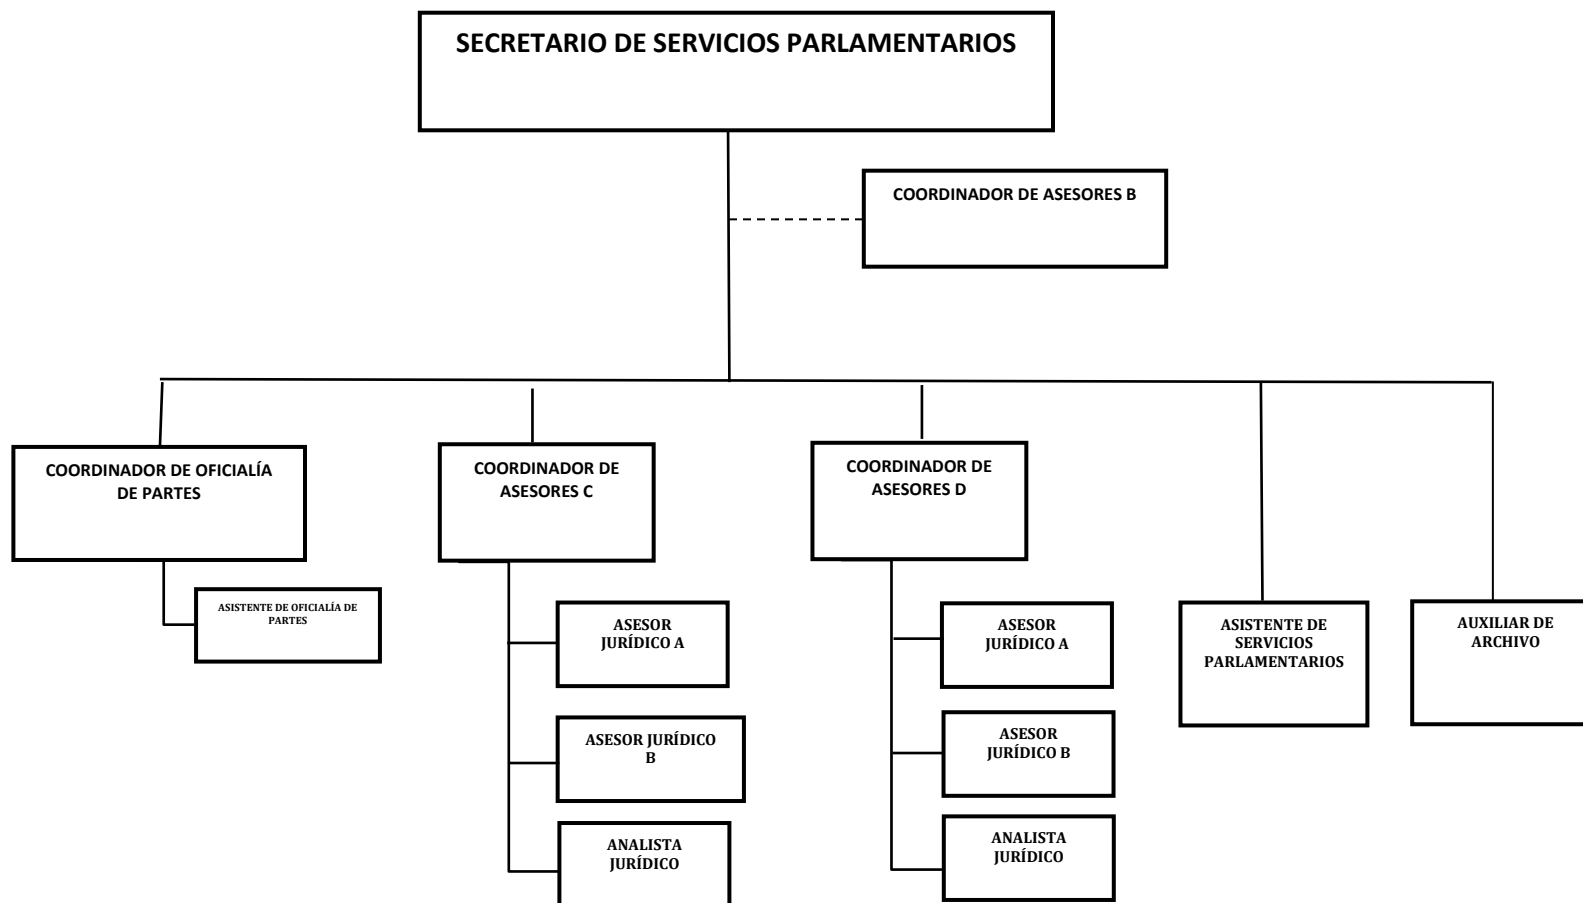 SECRETARIO DE SERVICIOS PARLAMENTARIOS
COORDINADOR DE ASESORES B
COORDINADOR DE OFICIALÍA
DE PARTES
COORDINADOR DE
ASESORES C
COORDINADOR DE
ASESORES D
ASISTENTE DE OFICIALÍA DE
PARTES
ASESOR
JURÍDICO A
ASESOR JURÍDICO
B
ANALISTA
JURÍDICO
ASESOR
JURÍDICO A
ASESOR
JURÍDICO B
ANALISTA
JURÍDICO
ASISTENTE DE
SERVICIOS
PARLAMENTARIOS
AUXILIAR DE
ARCHIVO